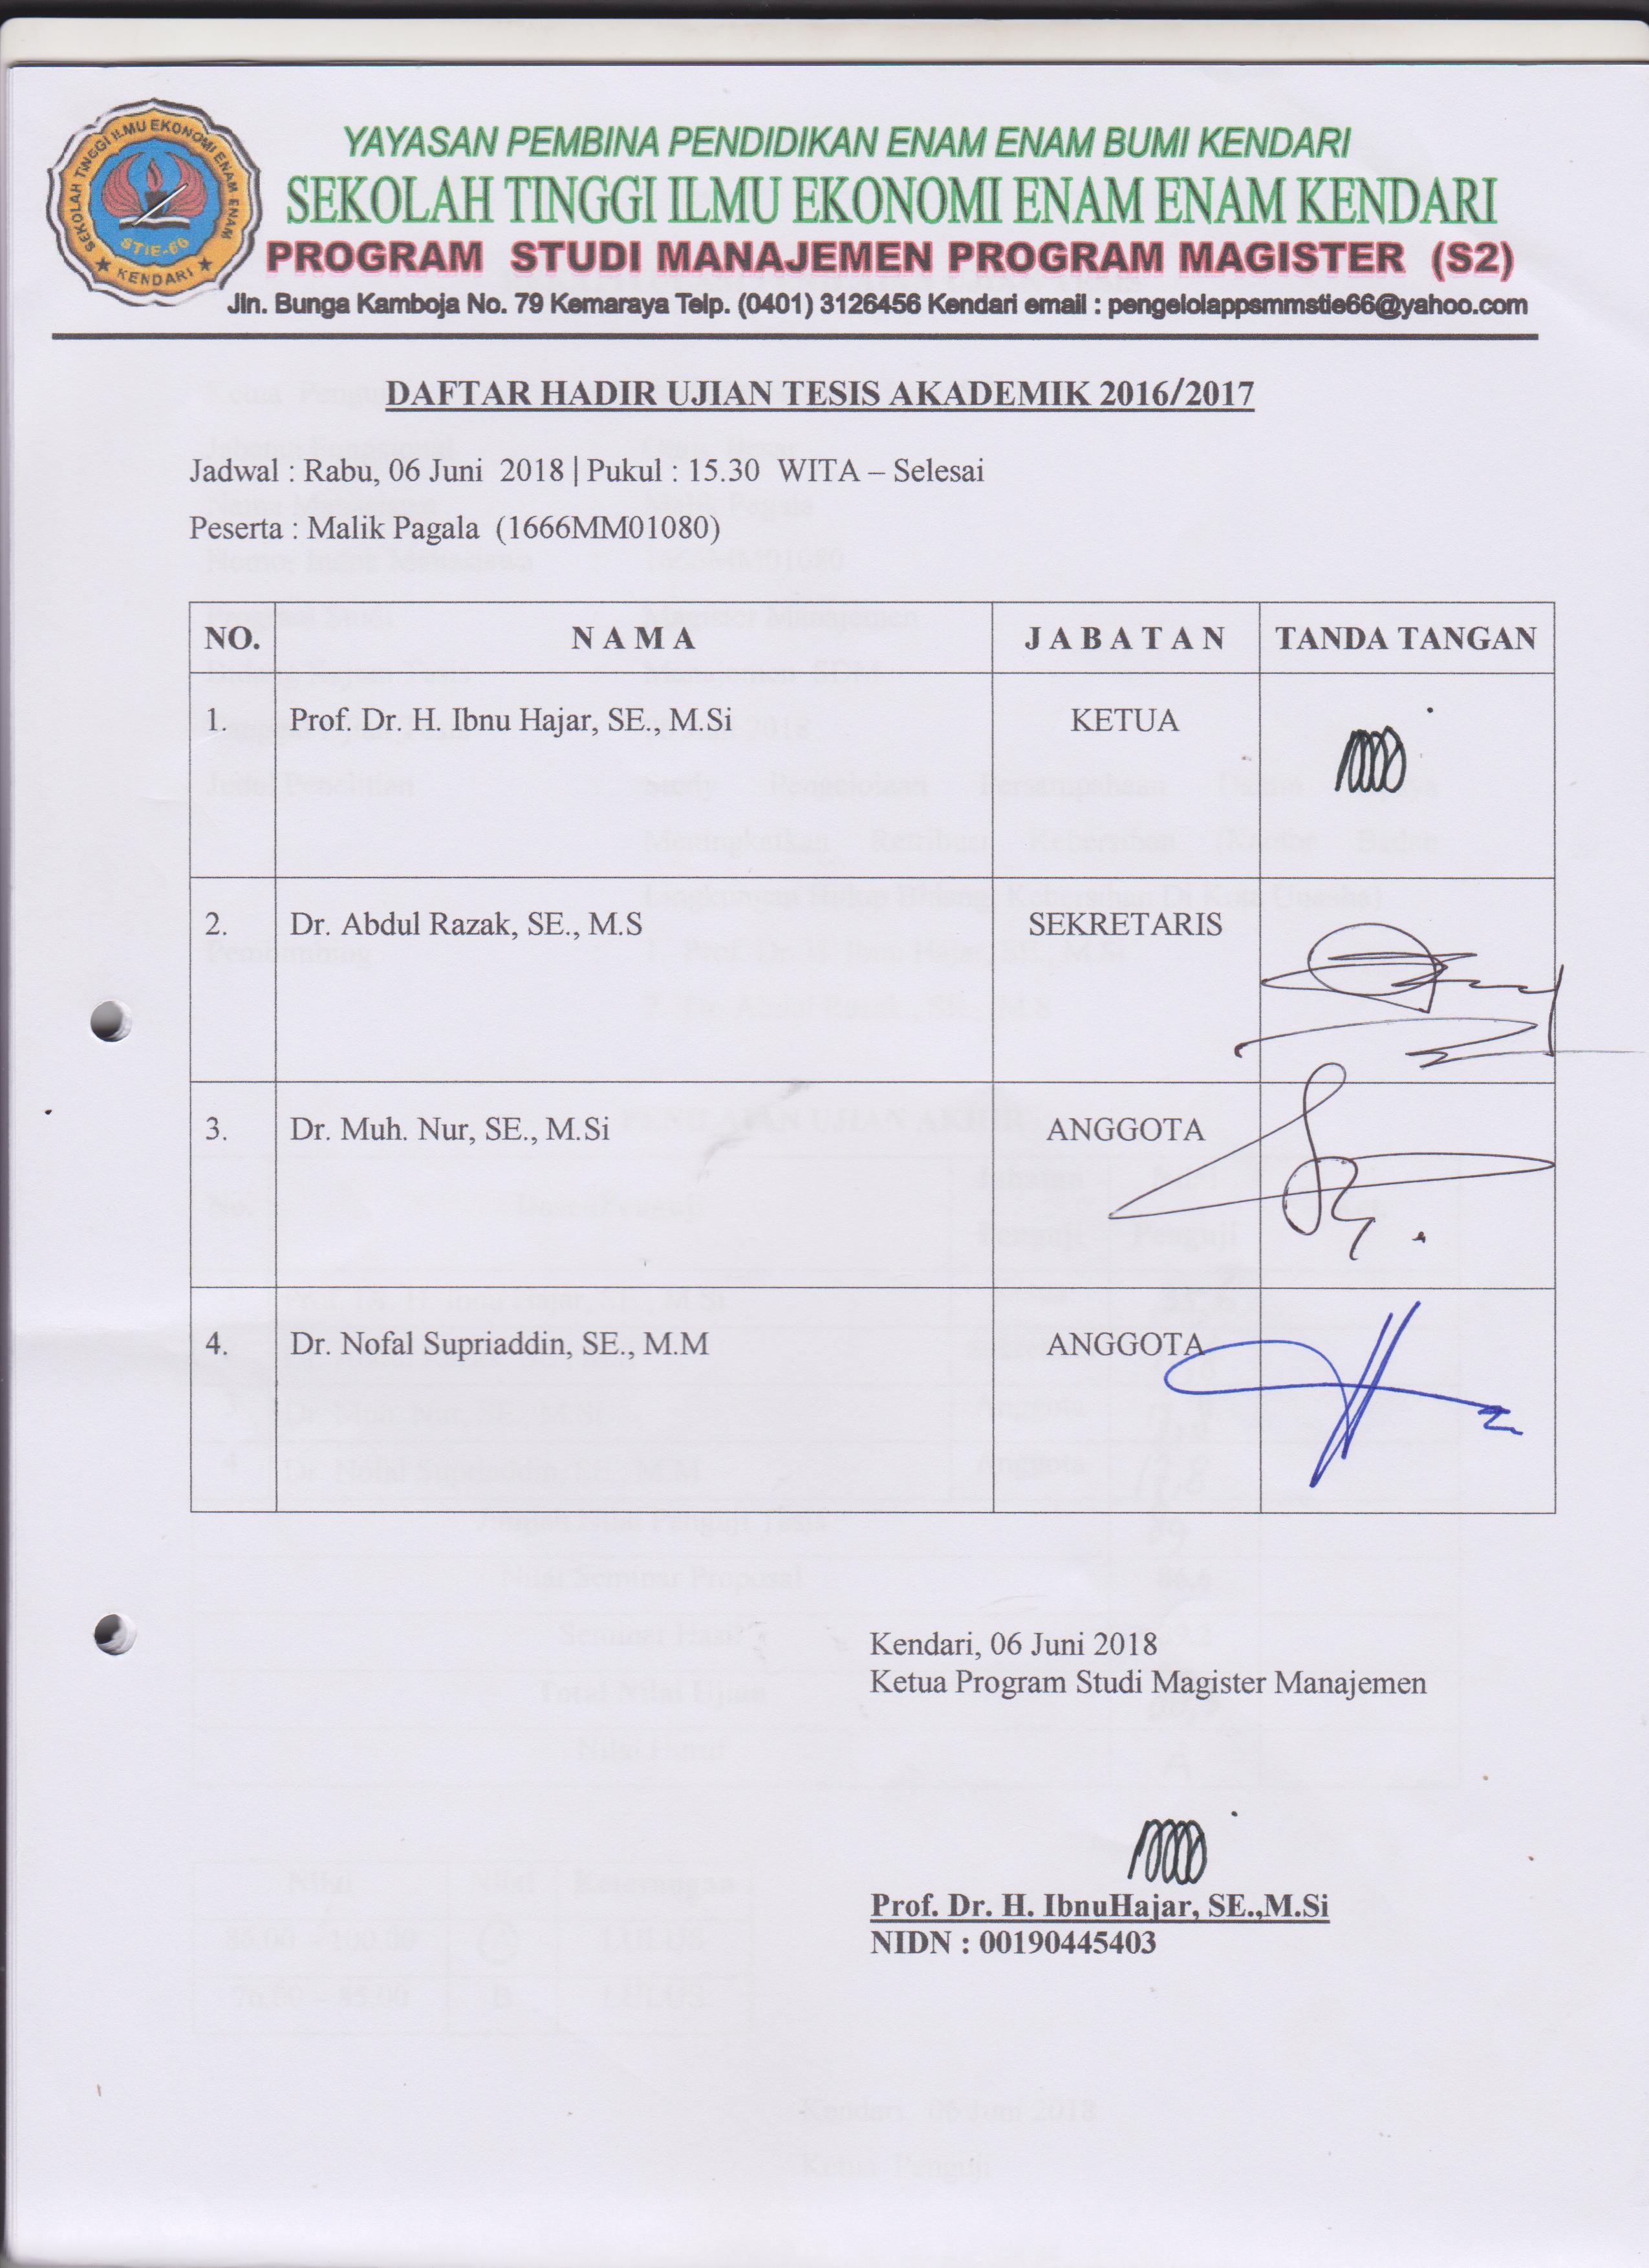 SEKOLAH TINGGI ILMU EKONOMI ENAM ENAM
STIE-66
KENDARI
YAYASAN PEMBINA PENDIDIKAN ENAM ENAM BUMI KENDARI
SEKOLAH TINGGI ILMU EKONOMI ENAM ENAM KENDARI
PROGRAM STUDI MANAJEMEN PROGRAM MAGISTER (S2)
Jln. Bunga Kamboja No. 79 Kemaraya Telp. (0401) 3126456 Kendari email : pengelolappsmmstie66@yahoo.com
DAFTAR HADIR UJIAN TESIS AKADEMIK 2016/2017
Jadwal : Rabu, 06 Juni 2018 | Pukul : 15.30 WITA – Selesai
Peserta : Malik Pagala (1666MM01080)
NO. N A M A J A B A T A N TANDA TANGAN
1. Prof. Dr. H. Ibnu Hajar, SE., M.Si KETUA
2. Dr. Abdul Razak, SE., M.S SEKRETARIS
3. Dr. Muh. Nur, SE., M.Si ANGGOTA
4. Dr. Nofal Supriaddin, SE., M.M ANGGOTA
Kendari, 06 Juni 2018
Ketua Program Studi Magister Manajemen
Prof. Dr. H. IbnuHajar, SE.,M.Si
NIDN : 00190445403